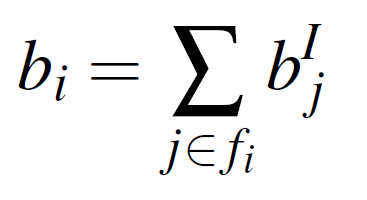 b_i = \sum_{j \in f_i} b_j^I